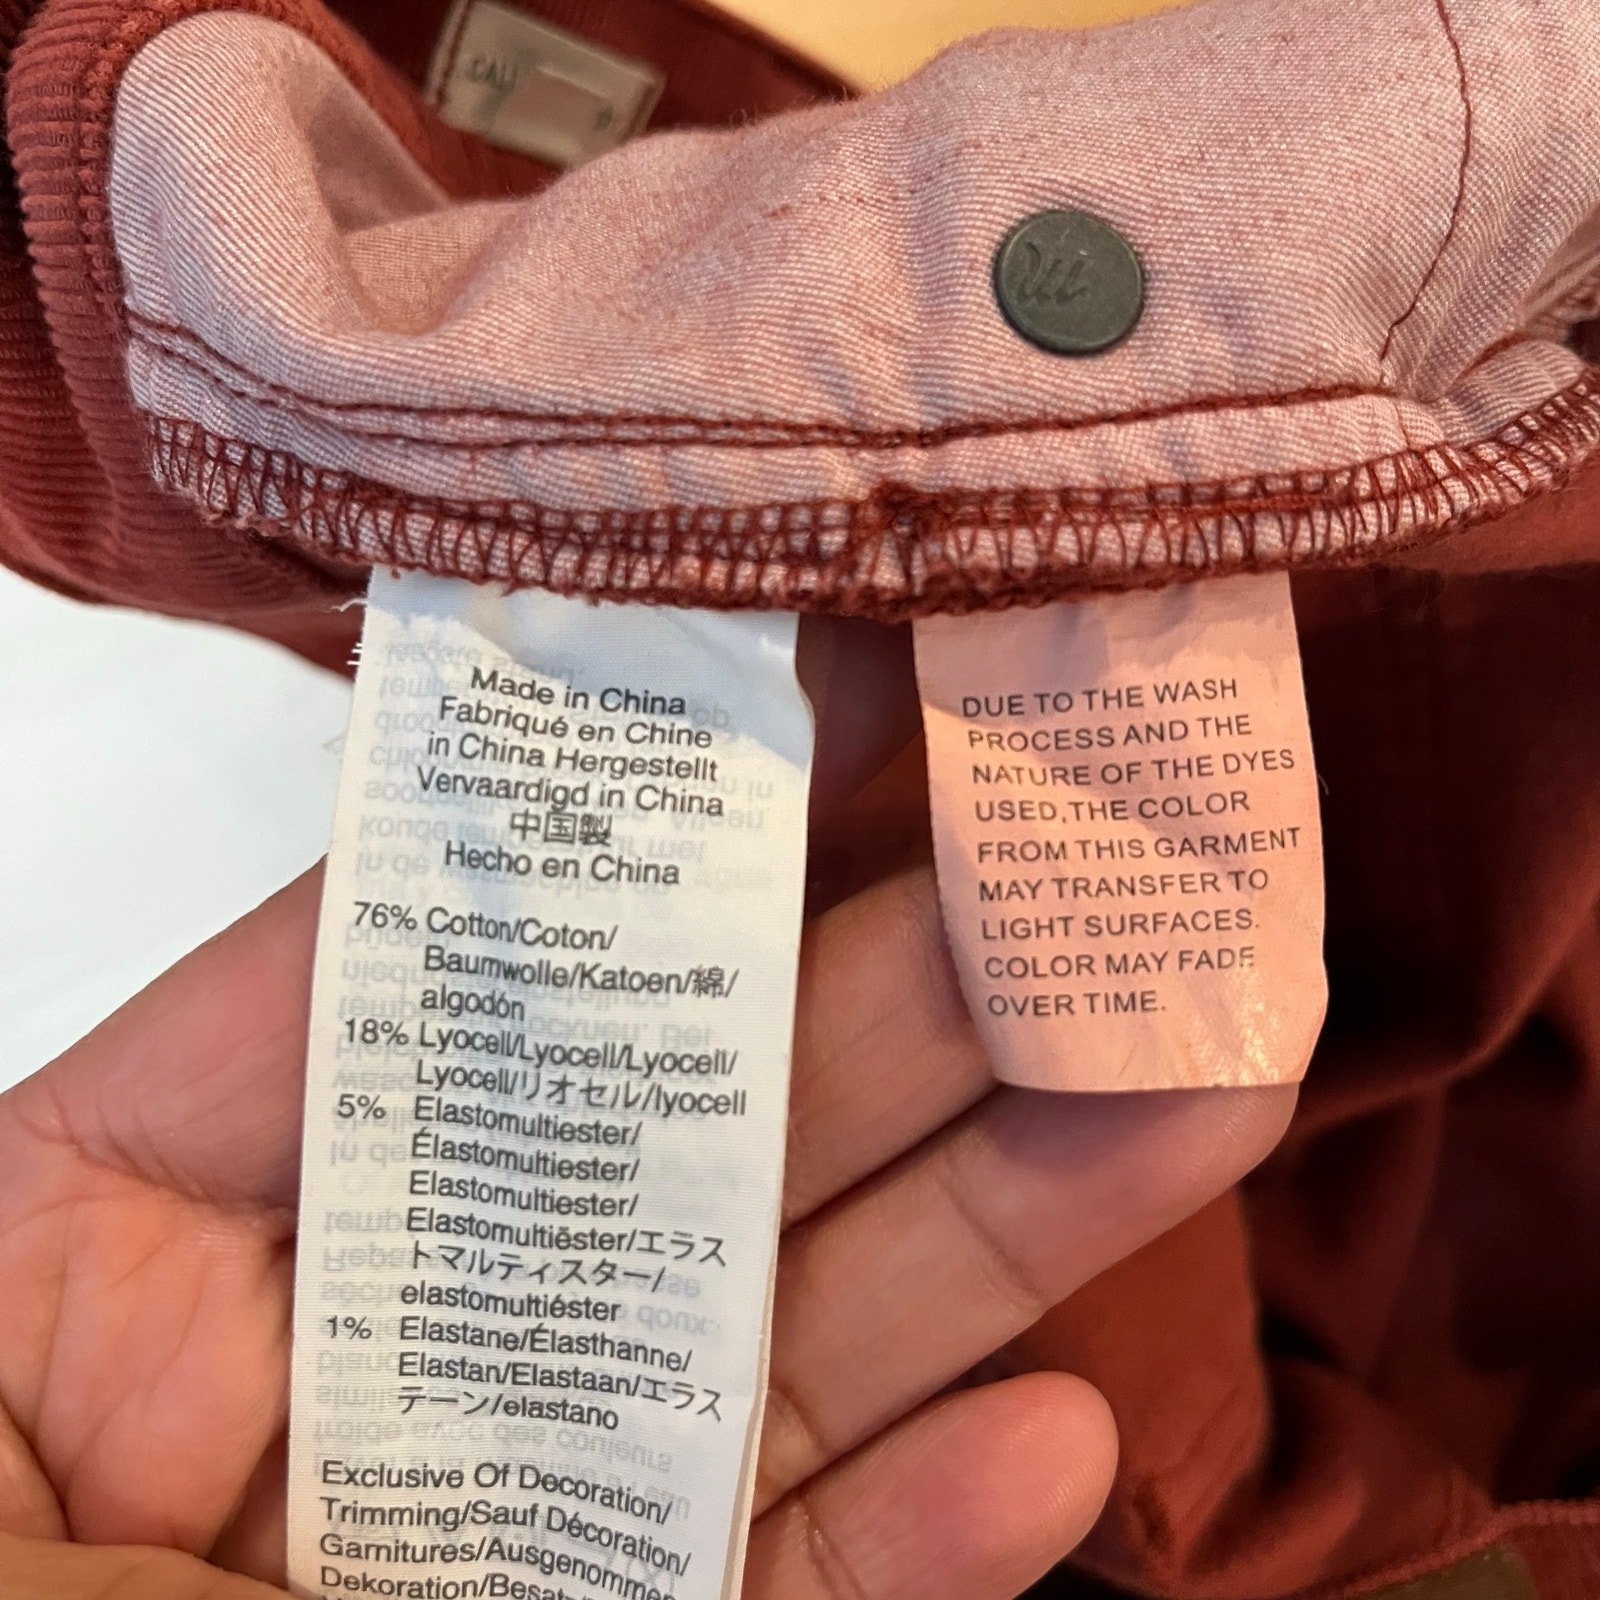 Made in China
Fabriqué en Chine
in China Hergestellt
Vervaardigd in China
中国製
Hecho en China
76% Cotton/Coton/
Baumwolle/Katoen/綿/
algodón
18% Lyocell/Lyocell/Lyocell/
Lyocell/リオセル/lyocell
5% Elastomultiester/
Élastomultiester/
Elastomultiester/
Elastomultiëster/エラス
トマルティスター/
elastomultiéster
1% Elastane/Élasthanne/
Elastan/Elastaan/エラス
テーン/elastano
Exclusive Of Decoration/
Trimming/Sauf Décoration/
Garnitures/Ausgenommen
DUE TO THE WASH
PROCESS AND THE
NATURE OF THE DYES
USED,THE COLOR
FROM THIS GARMENT
MAY TRANSFER TO
LIGHT SURFACES.
COLOR MAY FADE
OVER TIME.